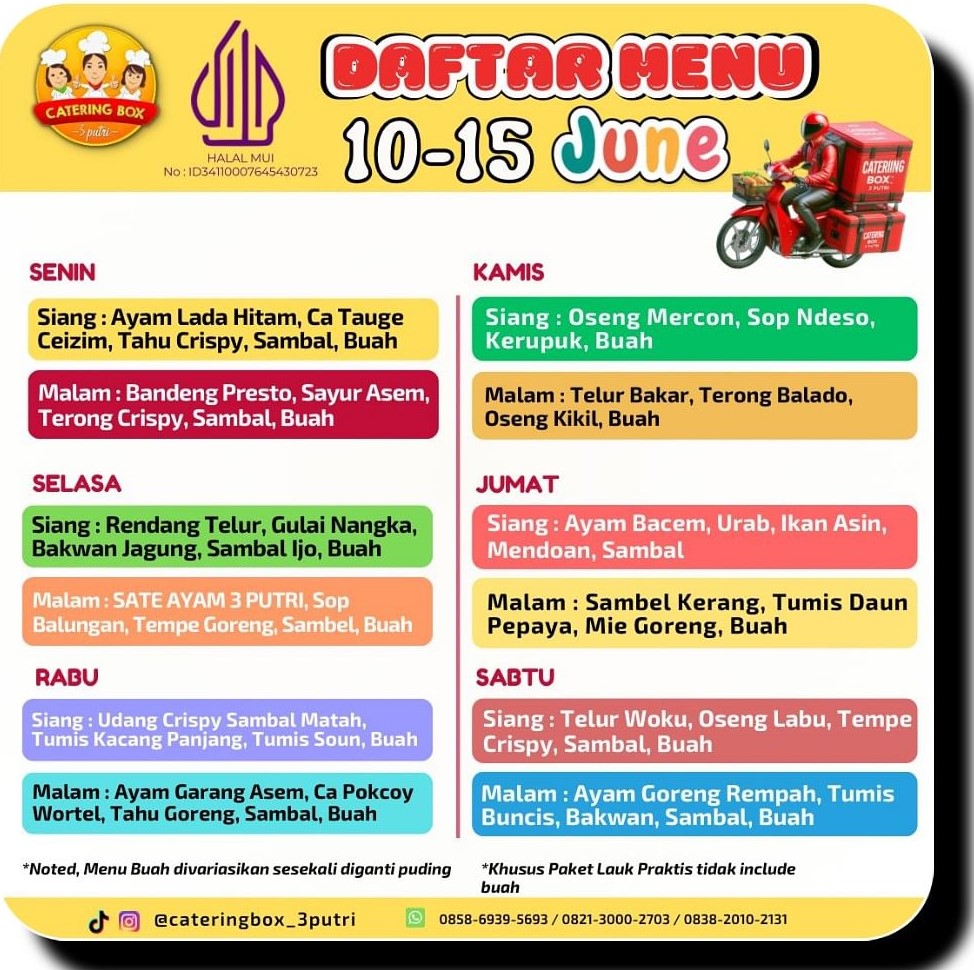 CATERING BOX
3 putri
HALAL MUI
No : ID34110007645430723
DAFTAR MENU
10-15 June
CATERIING
BOX
3 PUTRI
CATERING
BOX
SENIN
Siang : Ayam Lada Hitam, Ca Tauge
Ceizim, Tahu Crispy, Sambal, Buah
Malam : Bandeng Presto, Sayur Asem,
Terong Crispy, Sambal, Buah
SELASA
Siang : Rendang Telur, Gulai Nangka,
Bakwan Jagung, Sambal Ijo, Buah
Malam : SATE AYAM 3 PUTRI, Sop
Balungan, Tempe Goreng, Sambel, Buah
RABU
Siang : Udang Crispy Sambal Matah,
Tumis Kacang Panjang, Tumis Soun, Buah
Malam : Ayam Garang Asem, Ca Pokcoy
Wortel, Tahu Goreng, Sambal, Buah
*Noted, Menu Buah divariasikan sesekali diganti puding
KAMIS
Siang : Oseng Mercon, Sop Ndeso,
Kerupuk, Buah
Malam : Telur Bakar, Terong Balado,
Oseng Kikil, Buah
JUMAT
Siang : Ayam Bacem, Urab, Ikan Asin,
Mendoan, Sambal
Malam : Sambel Kerang, Tumis Daun
Pepaya, Mie Goreng, Buah
SABTU
Siang : Telur Woku, Oseng Labu, Tempe
Crispy, Sambal, Buah
Malam : Ayam Goreng Rempah, Tumis
Buncis, Bakwan, Sambal, Buah
*Khusus Paket Lauk Praktis tidak include
buah
@cateringbox_3putri
0858-6939-5693 / 0821-3000-2703 / 0838-2010-2131